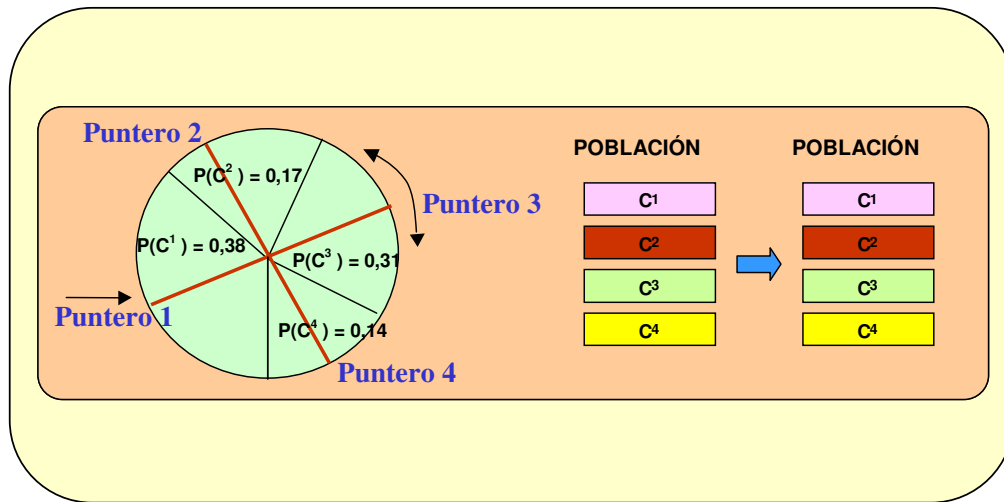 Puntero 2
P(C²) = 0,17
P(C¹) = 0,38
Puntero 3
P(C³) = 0,31
Puntero 1
P(C⁴) = 0,14
Puntero 4
POBLACIÓN
C¹
C²
C³
C⁴
POBLACIÓN
C¹
C²
C³
C⁴